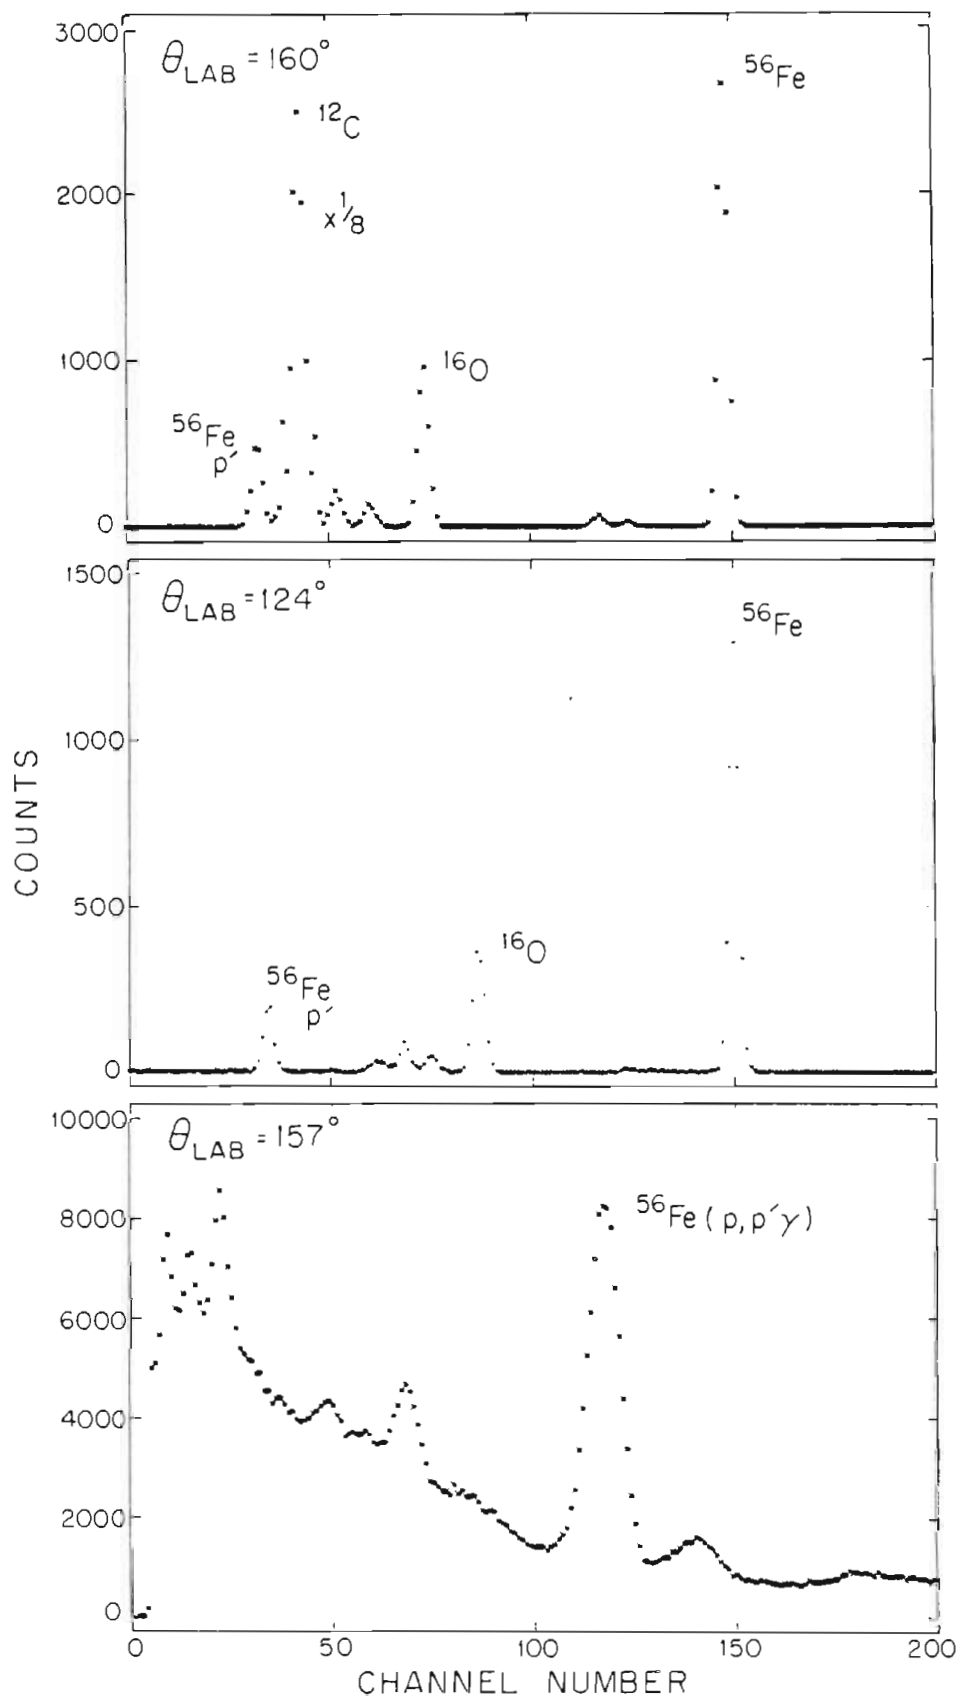 3000
θLAB = 160°
56Fe
12C
x 1/8
2000
1000
16O
56Fe
p′
0
1500
θLAB = 124°
56Fe
1000
500
16O
56Fe
p′
0
10000
θLAB = 157°
56Fe (p, p′γ)
8000
6000
4000
2000
0
0 50 100 150 200
CHANNEL NUMBER
COUNTS